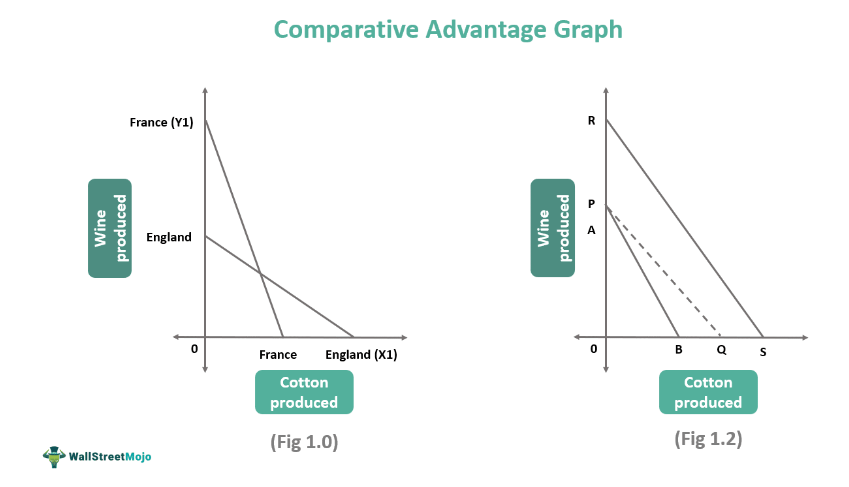 Comparative Advantage Graph
France (Y1)
Wine
produced
England
0
France
England (X1)
Cotton
produced
(Fig 1.0)
R
P
A
Wine
produced
0
B
Q
S
Cotton
produced
(Fig 1.2)
WallStreetMojo